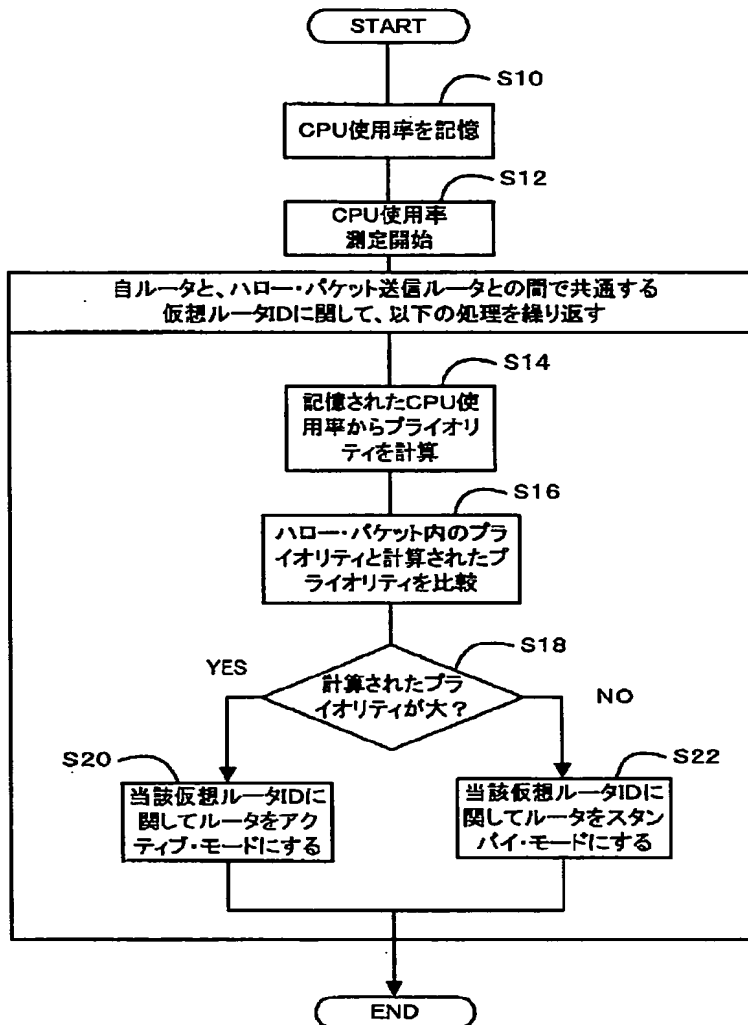 START
S10
CPU使用率を記憶
S12
CPU使用率
測定開始
自ルータと、ハロー・パケット送信ルータとの間で共通する
仮想ルータIDに関して、以下の処理を繰り返す
S14
記憶されたCPU使
用率からプライオリ
ティを計算
S16
ハロー・パケット内のプラ
イオリティと計算されたプ
ライオリティを比較
S18
YES
計算されたプラ
イオリティが大?
NO
S20
当該仮想ルータIDに
関してルータをアク
ティブ・モードにする
S22
当該仮想ルータIDに
関してルータをスタン
バイ・モードにする
END